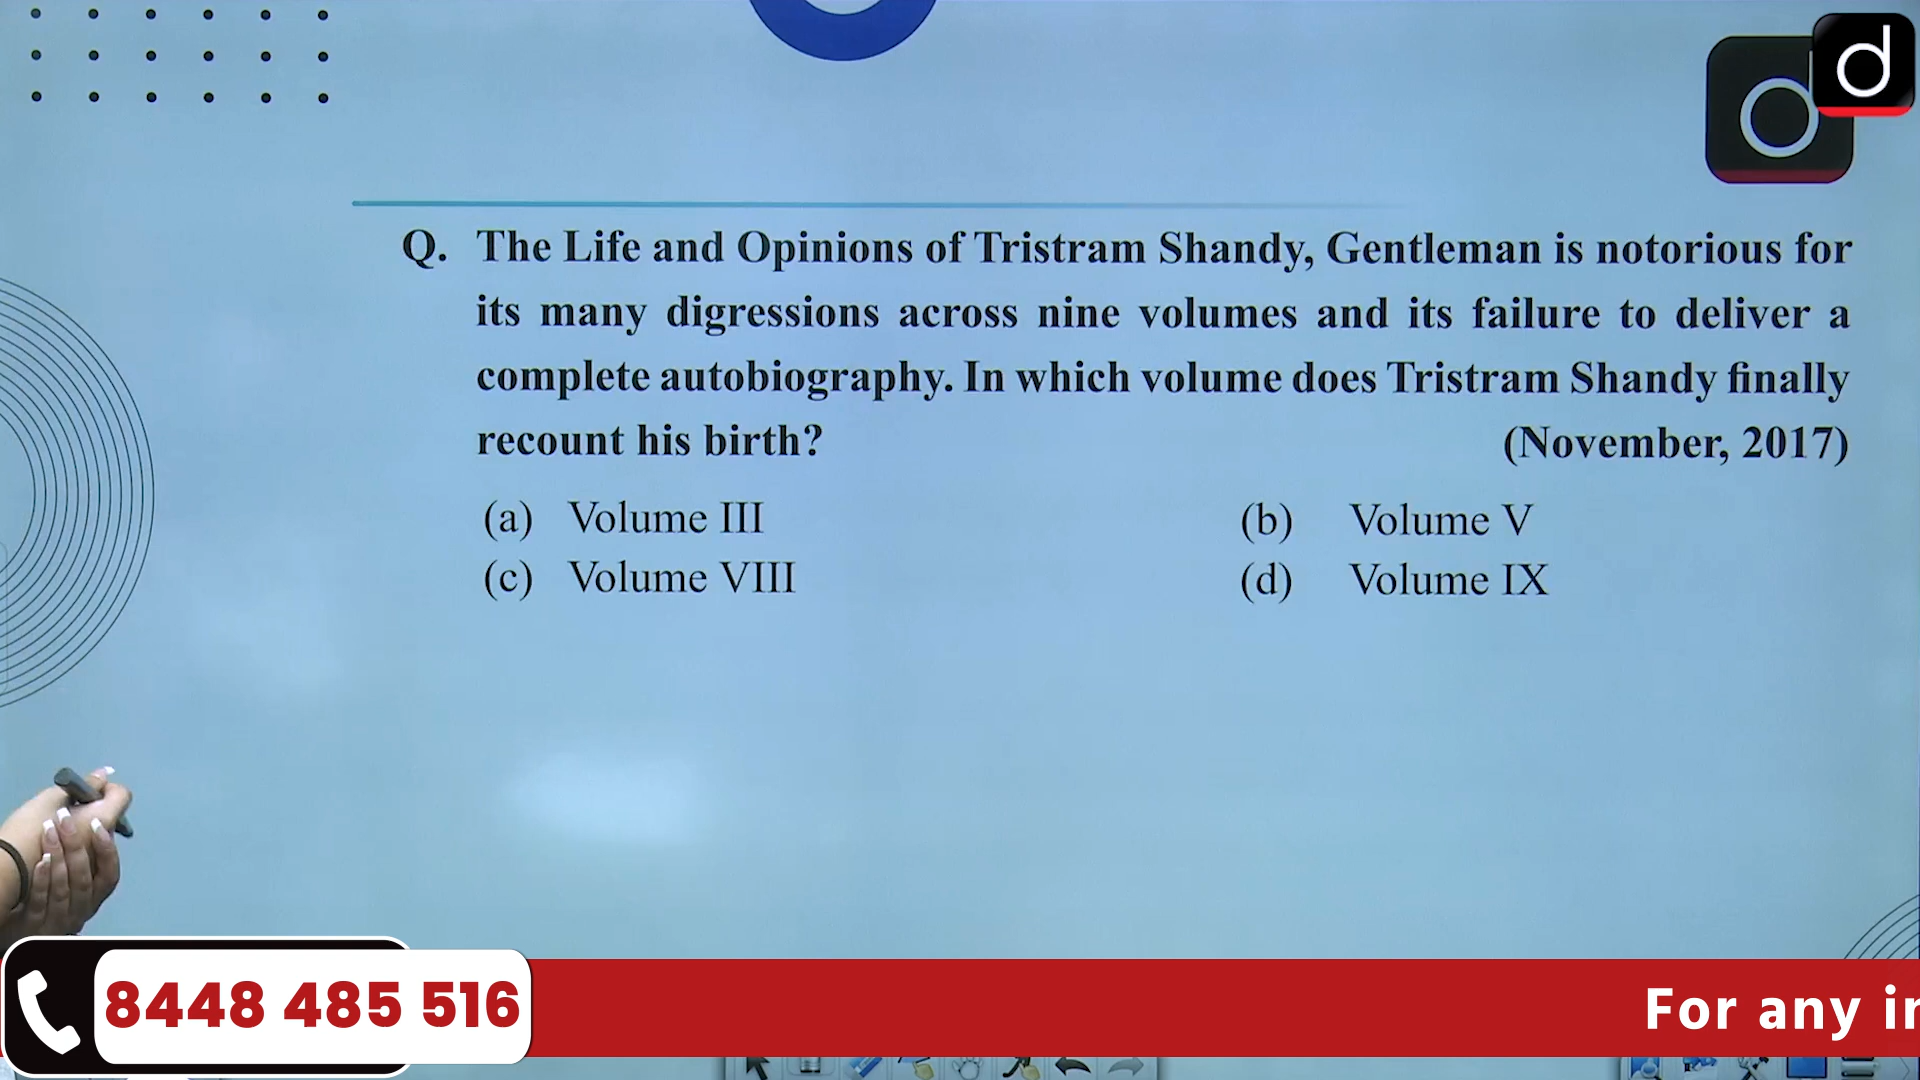 d
Q. The Life and Opinions of Tristram Shandy, Gentleman is notorious for
its many digressions across nine volumes and its failure to deliver a
complete autobiography. In which volume does Tristram Shandy finally
recount his birth? (November, 2017)
(a) Volume III (b) Volume V
(c) Volume VIII (d) Volume IX
8448 485 516
For any in